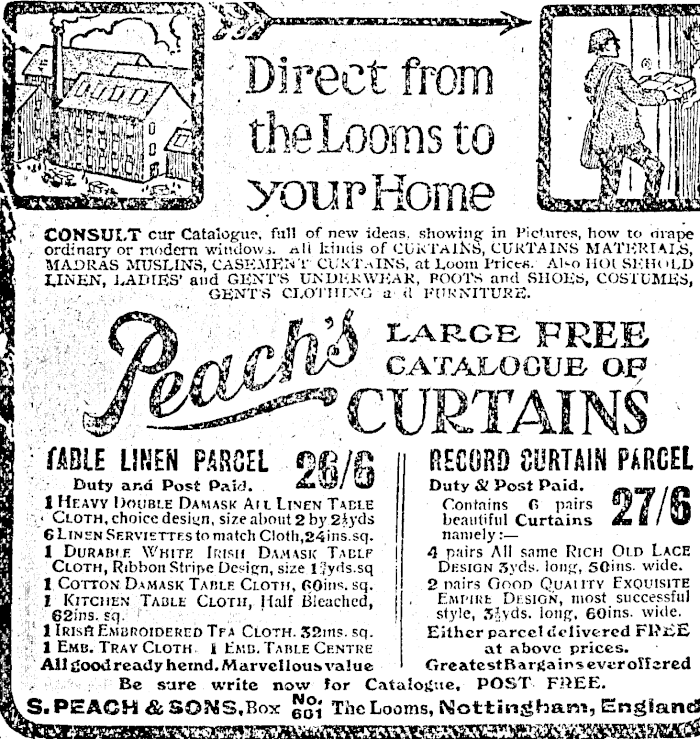 Direct from
the Looms to
your Home
CONSULT our Catalogue, full of new ideas, showing in Pictures, how to drape
ordinary or modern windows. All kinds of CURTAINS, CURTAINS MATERIALS,
MADRAS MUSLINS, CASEMENT CURTAINS, at Loom Prices. Also HOUSEHOLD
LINEN, LADIES' and GENT'S UNDERWEAR, BOOTS and SHOES, COSTUMES,
GENT'S CLOTHING and FURNITURE.
Peach's LARGE FREE
CATALOGUE OF
CURTAINS
TABLE LINEN PARCEL 26/6
Duty and Post Paid.
1 HEAVY DOUBLE DAMASK ALL LINEN TABLE
CLOTH, choice design, size about 2 by 2½yds
6 LINEN SERVIETTES to match Cloth, 24ins. sq.
1 DURABLE WHITE IRISH DAMASK TABLE
CLOTH, Ribbon Stripe Design, size yds. sq
1 COTTON DAMASK TABLE CLOTH, 60ins. sq.
1 KITCHEN TABLE CLOTH, Half Bleached,
62ins. sq.
1 IRISH EMBROIDERED TEA CLOTH. 32ins. sq.
1 EMB. TRAY CLOTH. 1 EMB. TABLE CENTRE
All good ready hemd. Marvellous value
RECORD CURTAIN PARCEL
Duty & Post Paid. 27/6
Contains 6 pairs
beautiful Curtains
namely:—
4 pairs All same RICH OLD LACE
DESIGN 3yds. long, 50ins. wide.
2 pairs GOOD QUALITY EXQUISITE
EMPIRE DESIGN, most successful
style, 3½yds. long, 60ins. wide.
Either parcel delivered FREE
at above prices.
Greatest Bargains ever offered
Be sure write now for Catalogue, POST FREE.
S. PEACH & SONS, Box No. 601 The Looms, Nottingham, England